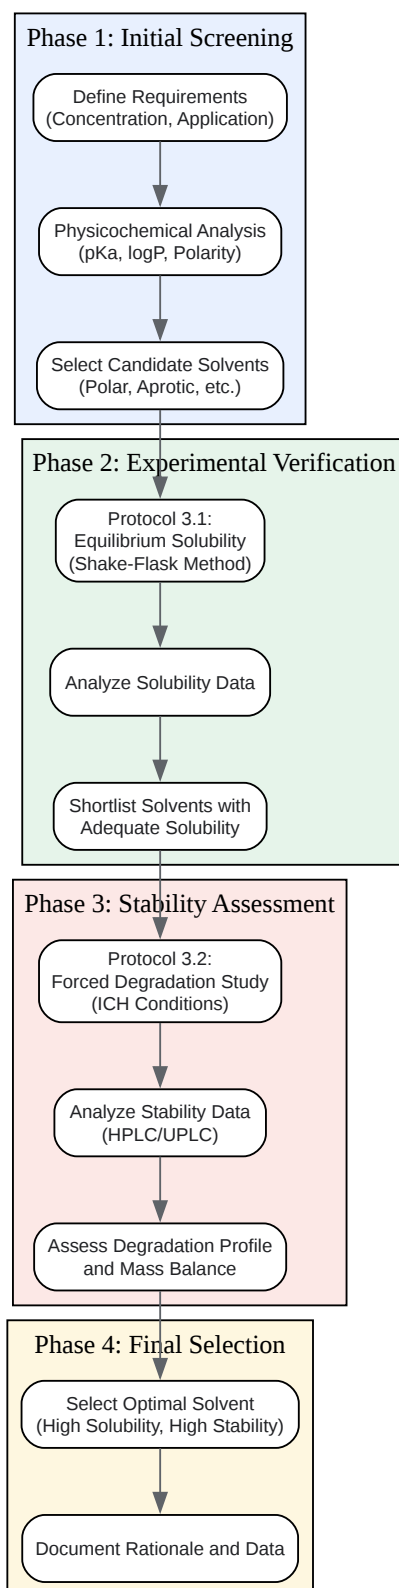 Phase 1: Initial Screening
Define Requirements
(Concentration, Application)
Physicochemical Analysis
(pKa, logP, Polarity)
Select Candidate Solvents
(Polar, Aprotic, etc.)
Phase 2: Experimental Verification
Protocol 3.1:
Equilibrium Solubility
(Shake-Flask Method)
Analyze Solubility Data
Shortlist Solvents with
Adequate Solubility
Phase 3: Stability Assessment
Protocol 3.2:
Forced Degradation Study
(ICH Conditions)
Analyze Stability Data
(HPLC/UPLC)
Assess Degradation Profile
and Mass Balance
Phase 4: Final Selection
Select Optimal Solvent
(High Solubility, High Stability)
Document Rationale and Data